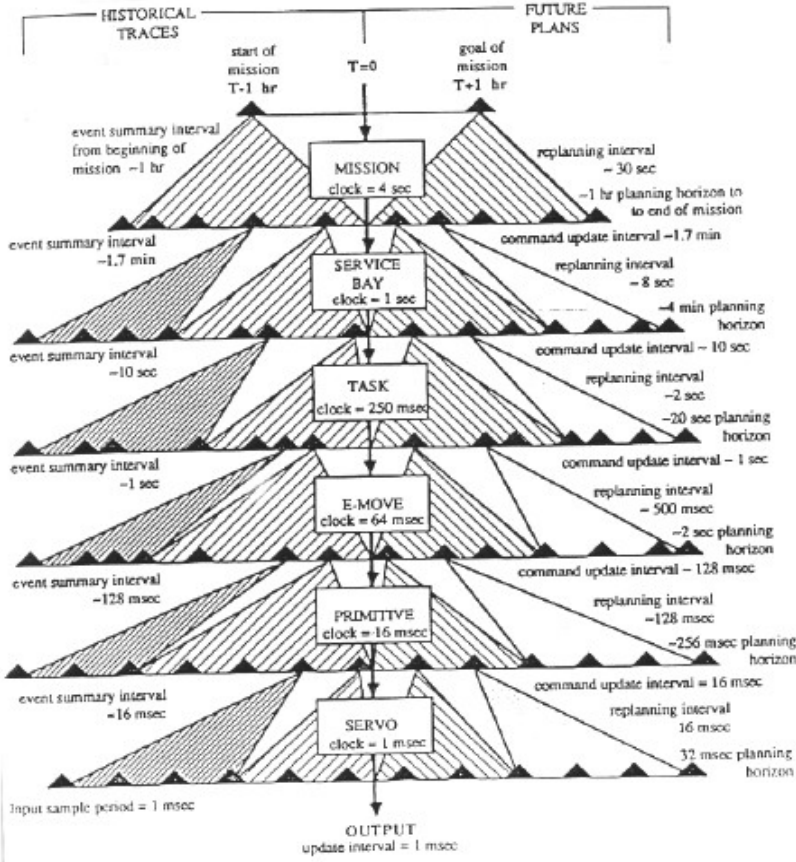 HISTORICAL
TRACES
FUTURE
PLANS
start of
mission
T-1 hr
T=0
goal of
mission
T+1 hr
event summary interval
from beginning of
mission ~1 hr
MISSION
clock = 4 sec
replanning interval
~ 30 sec
~1 hr planning horizon to
to end of mission
event summary interval
~1.7 min
command update interval ~1.7 min
SERVICE
BAY
clock = 1 sec
replanning interval
~ 8 sec
~4 min planning
horizon
event summary interval
~10 sec
command update interval ~ 10 sec
TASK
clock = 250 msec
replanning interval
~2 sec
~20 sec planning
horizon
event summary interval
~1 sec
command update interval ~ 1 sec
E-MOVE
clock = 64 msec
replanning interval
~ 500 msec
~2 sec planning
horizon
event summary interval
~128 msec
command update interval ~ 128 msec
PRIMITIVE
clock = 16 msec
replanning interval
~128 msec
~256 msec planning
horizon
event summary interval
~16 msec
command update interval = 16 msec
SERVO
clock = 1 msec
replanning interval
16 msec
32 msec planning
horizon
Input sample period = 1 msec
OUTPUT
update interval = 1 msec